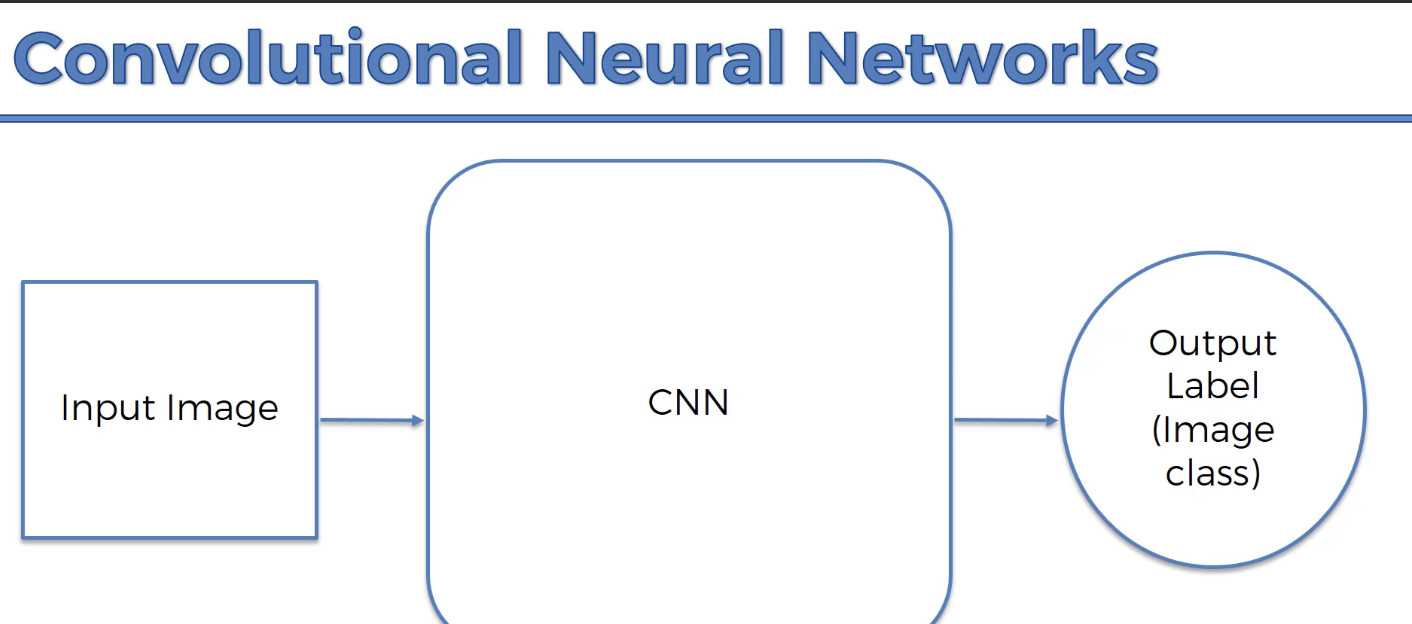 Convolutional Neural Networks
Input Image
CNN
Output
Label
(Image
class)